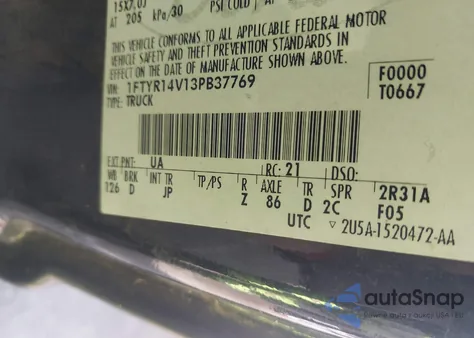 15X7.0J PSI COLD
AT 205 kPa/30
THIS VEHICLE CONFORMS TO ALL APPLICABLE FEDERAL MOTOR
VEHICLE SAFETY AND THEFT PREVENTION STANDARDS IN
EFFECT ON THE DATE OF MANUFACTURE SHOWN ABOVE.
VIN: 1FTYR14V13PB37769
TYPE: TRUCK
F0000
T0667
EXT PNT: UA RC: 21 DSO:
WB BRK INT TR TP/PS R AXLE TR SPR 2R31A
126 D JP Z 86 D 2C F05
UTC ▽ 2U5A-1520472-AA
autoSnap